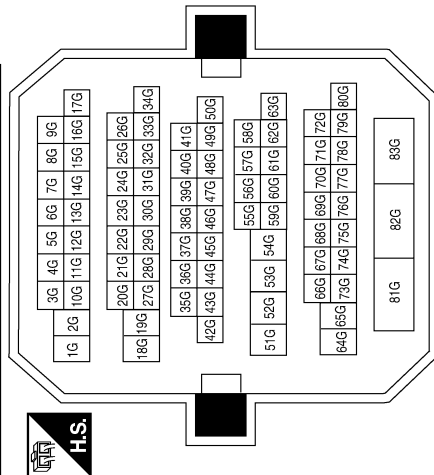 H.S.
1G 2G 3G 4G 5G 6G 7G 8G 9G
10G 11G 12G 13G 14G 15G 16G 17G
18G 19G 20G 21G 22G 23G 24G 25G 26G
27G 28G 29G 30G 31G 32G 33G 34G
35G 36G 37G 38G 39G 40G 41G
42G 43G 44G 45G 46G 47G 48G 49G 50G
51G 52G 53G 54G 55G 56G 57G 58G
59G 60G 61G 62G 63G
64G 65G 66G 67G 68G 69G 70G 71G 72G
73G 74G 75G 76G 77G 78G 79G 80G
81G 82G 83G